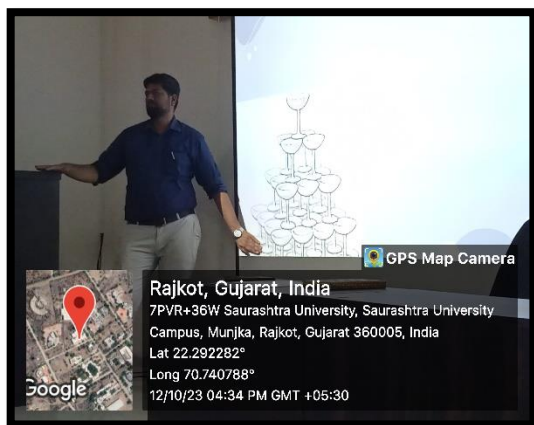 GPS Map Camera
Rajkot, Gujarat, India
7PVR+36W Saurashtra University, Saurashtra University
Campus, Munjka, Rajkot, Gujarat 360005, India
Lat 22.292282°
Long 70.740788°
12/10/23 04:34 PM GMT +05:30
Google